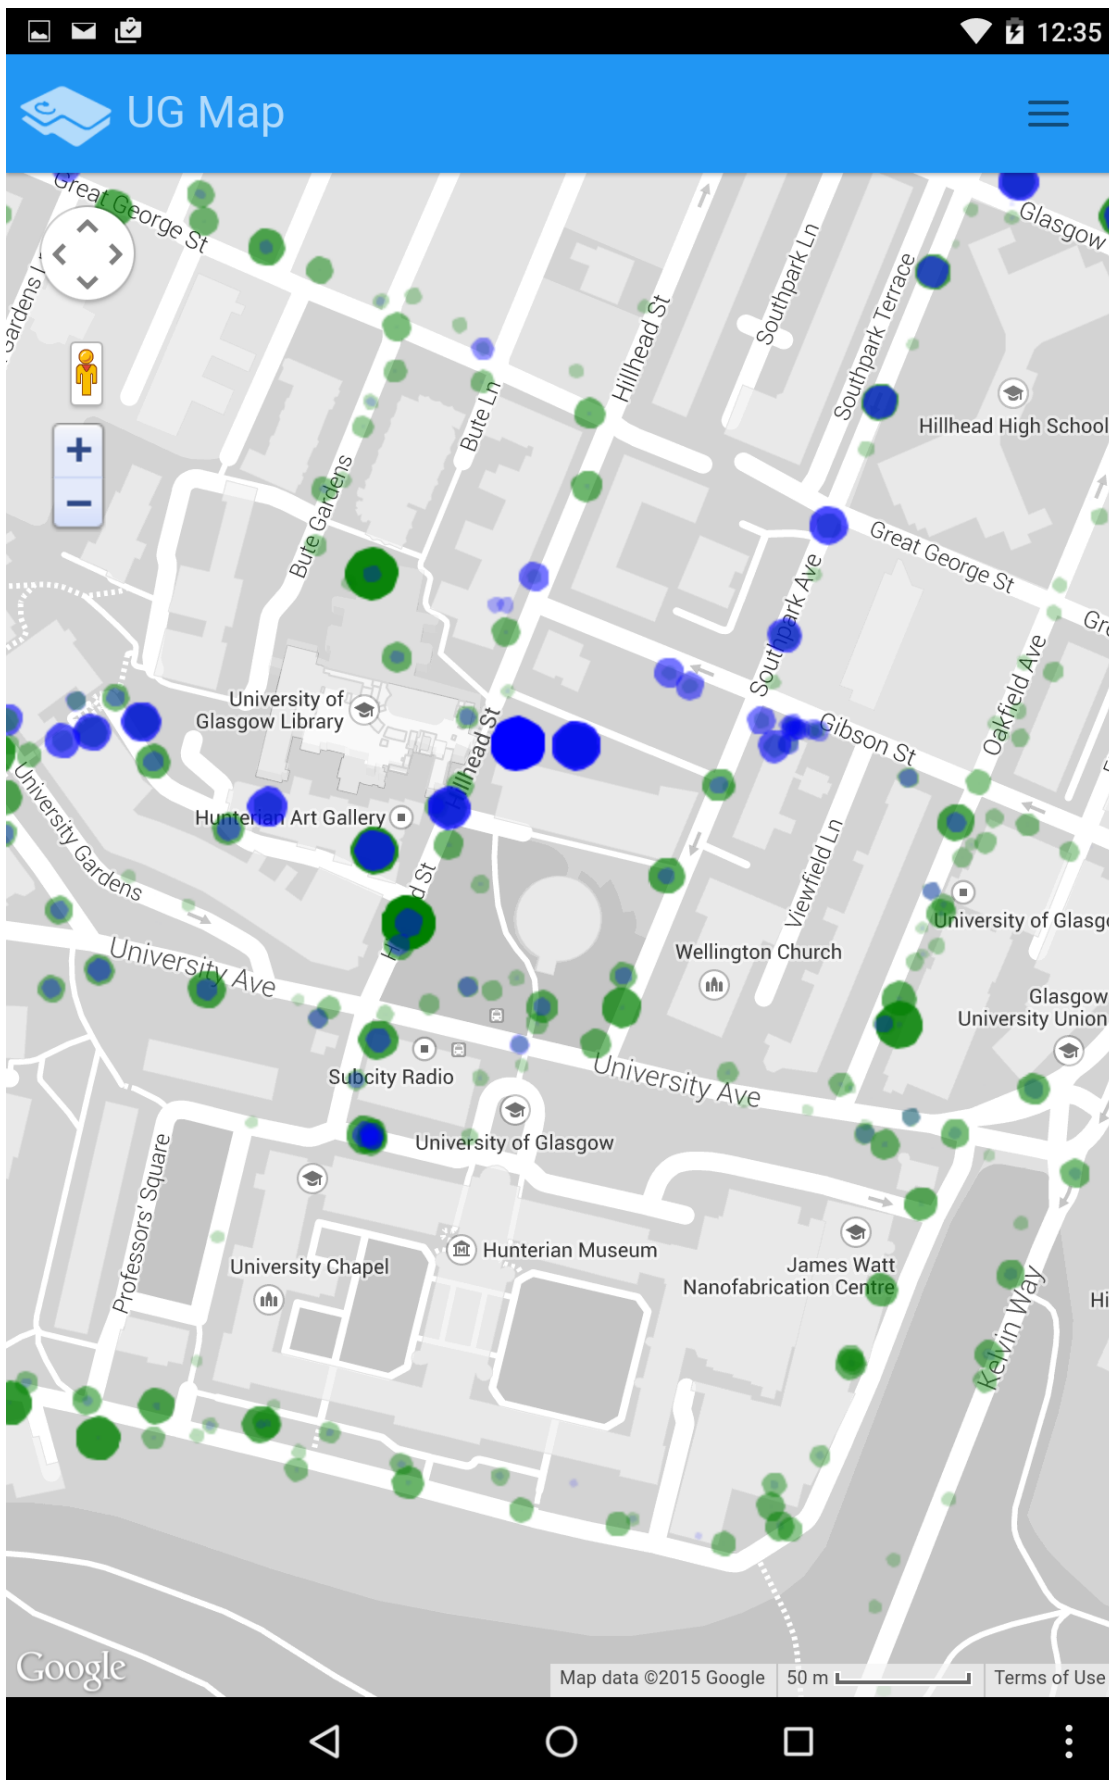 12:35
UG Map
Great George St
Glasgow
Gardens
Southpark Ln
Hillhead St
Southpark Terrace
Bute Ln
Hillhead High School
Bute Gardens
Great George St
Southpark Ave
Gre
Oakfield Ave
University of
Glasgow Library
Hillhead St
Gibson St
Hunterian Art Gallery
University Gardens
Viewfield Ln
d St
University of Glasgo
University Ave
Wellington Church
Glasgow
University Union
Subcity Radio
University Ave
University of Glasgow
Professors' Square
Hunterian Museum
University Chapel
James Watt
Nanofabrication Centre
Kelvin Way
Hi
Google
Map data ©2015 Google
50 m
Terms of Use